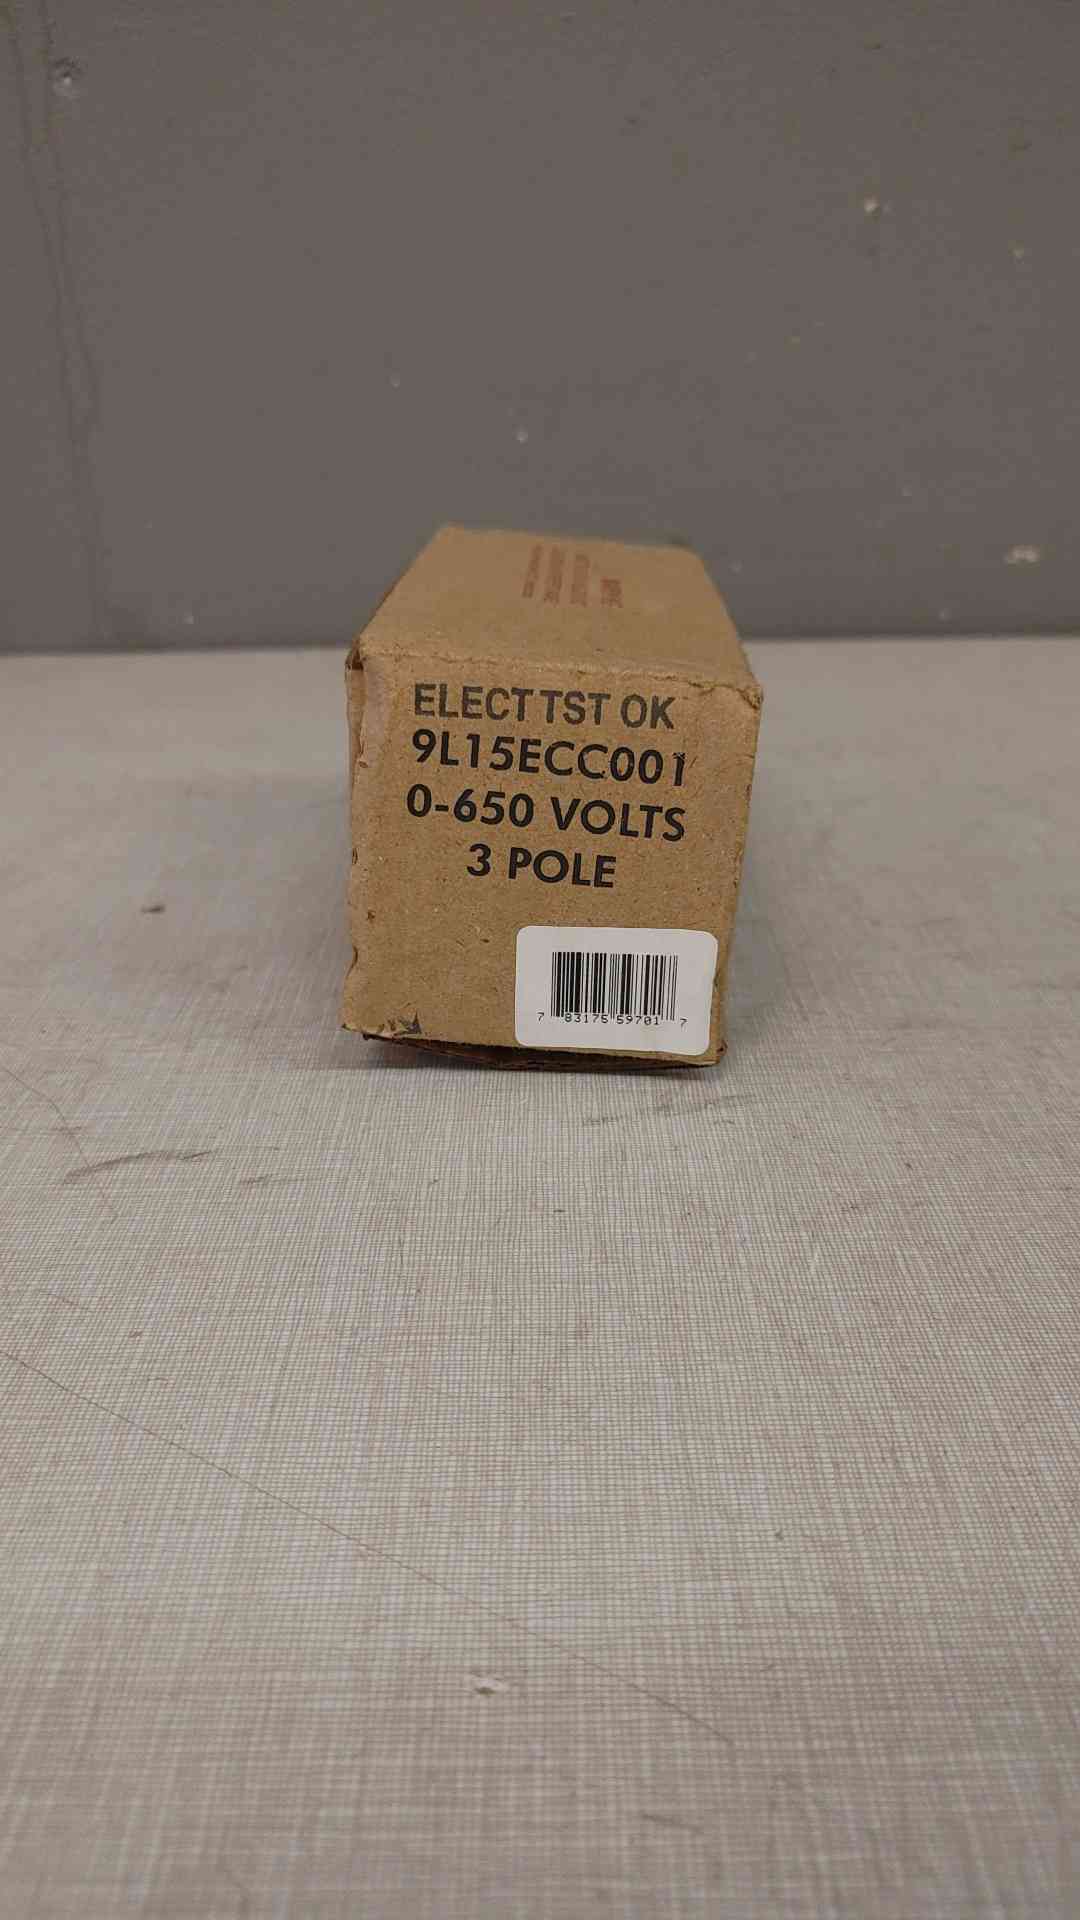 ELECT TST OK
9L15ECC001
0-650 VOLTS
3 POLE
7 83175 59701 7